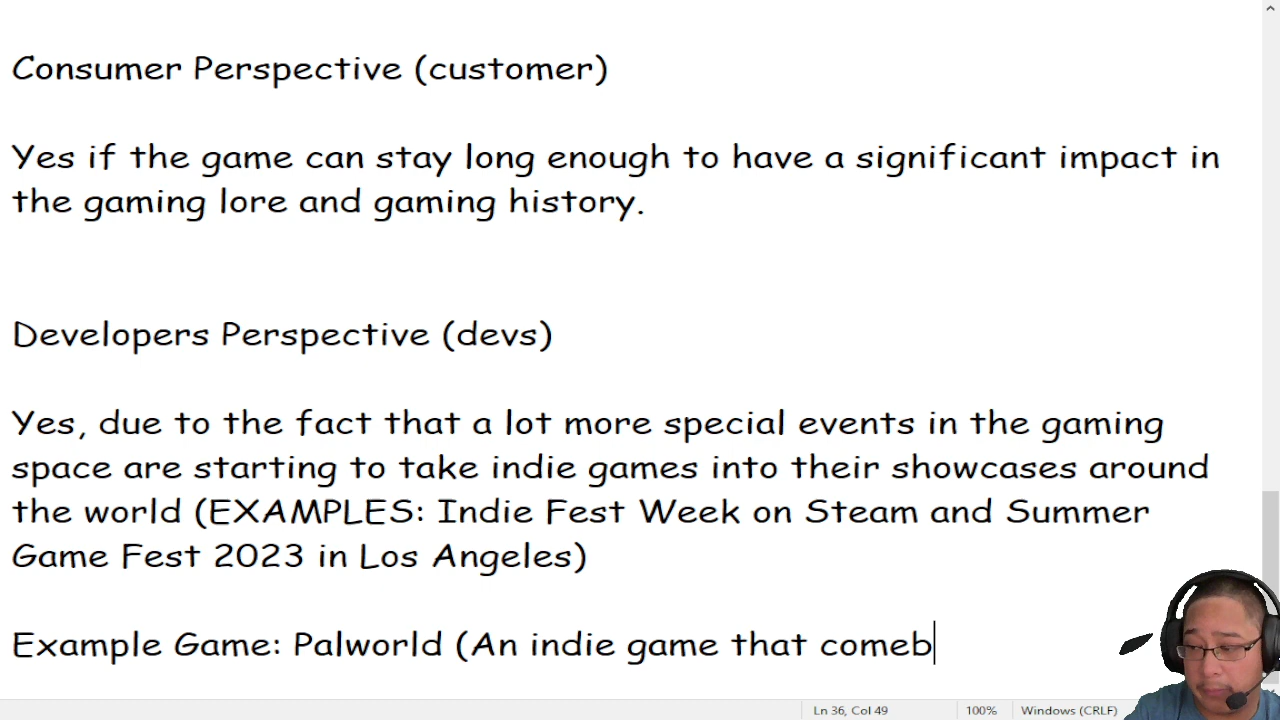 Consumer Perspective (customer)
Yes if the game can stay long enough to have a significant impact in
the gaming lore and gaming history.
Developers Perspective (devs)
Yes, due to the fact that a lot more special events in the gaming
space are starting to take indie games into their showcases around
the world (EXAMPLES: Indie Fest Week on Steam and Summer
Game Fest 2023 in Los Angeles)
Example Game: Palworld (An indie game that comeb
Ln 36, Col 49 100% Windows (CRLF)